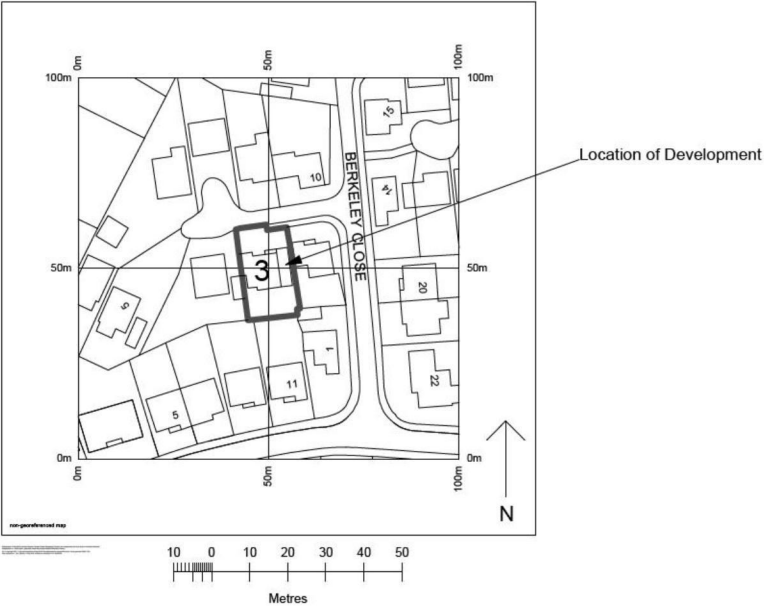 0m
50m
100m
100m
100m
15
Location of Development
10
BERKELEY CLOSE
14
3
50m
50m
20
5
1
22
11
5
0m
0m
0m
50m
100m
N
non-georeferenced map
10 0 10 20 30 40 50
Metres